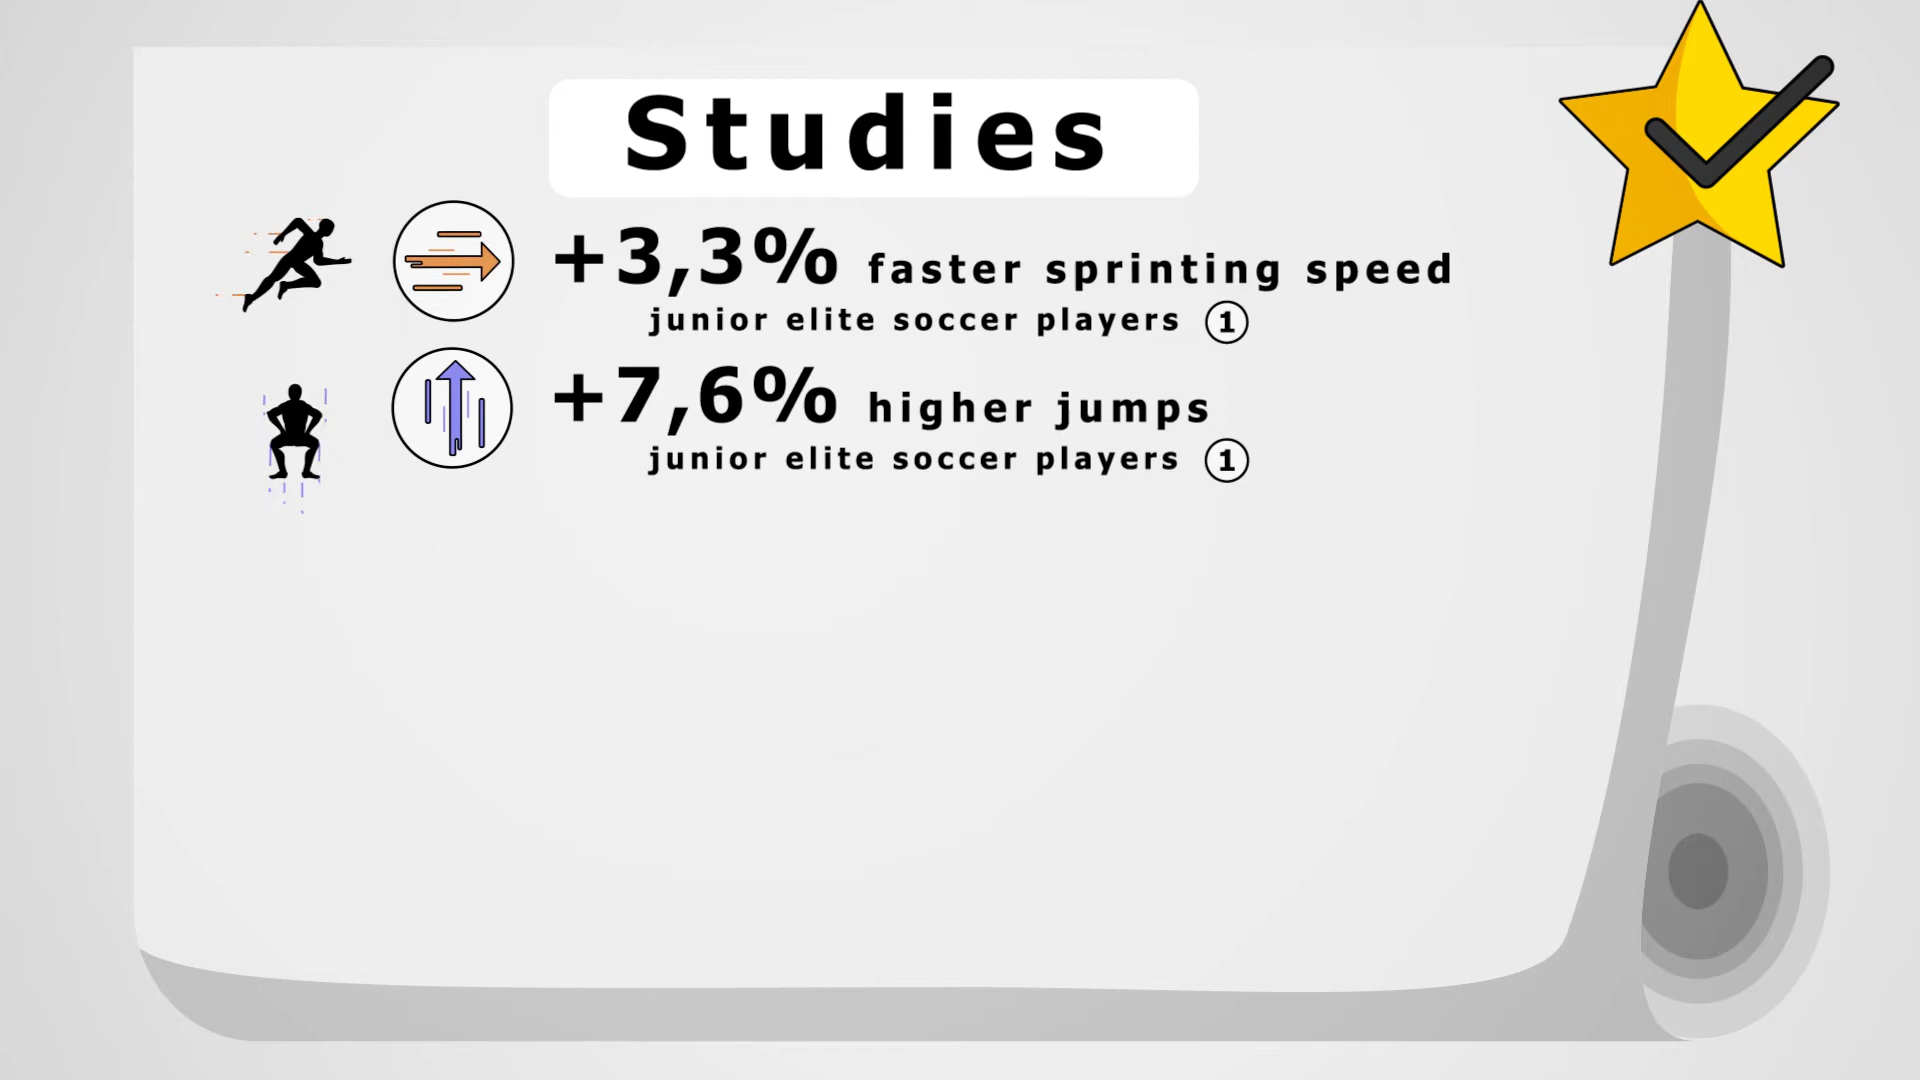 Studies
+3,3% faster sprinting speed
junior elite soccer players 1
+7,6% higher jumps
junior elite soccer players 1